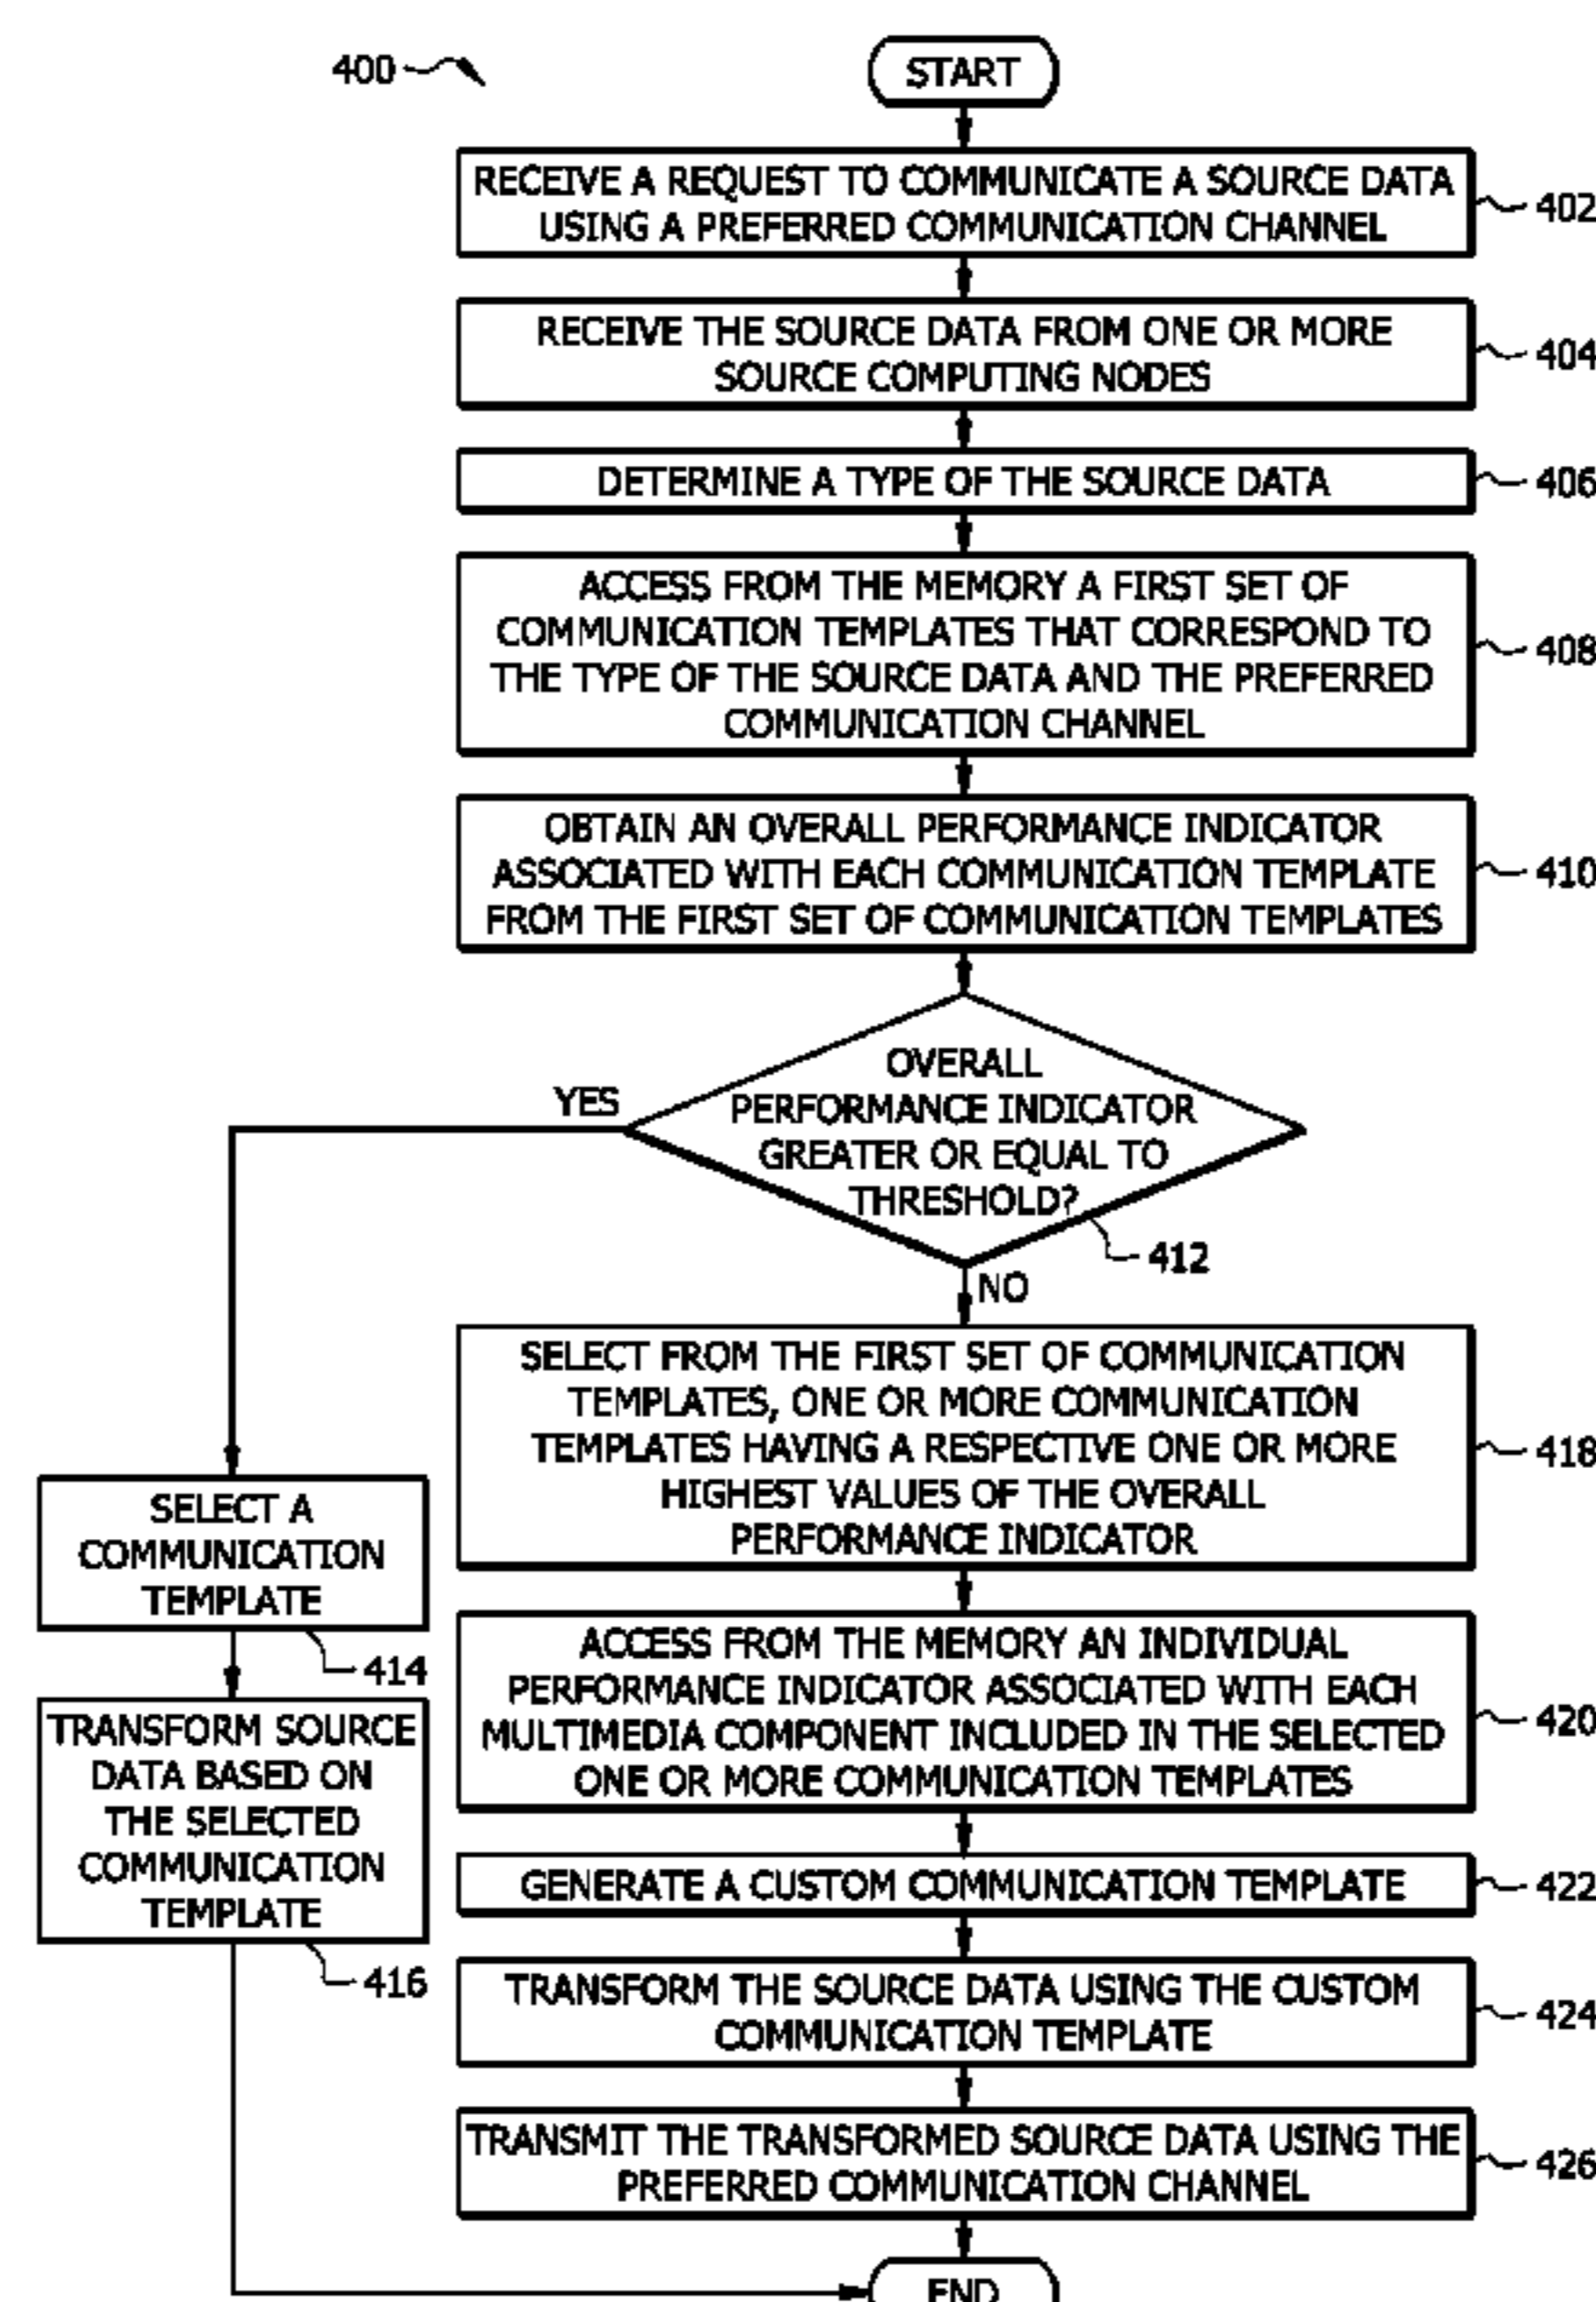 400
START
RECEIVE A REQUEST TO COMMUNICATE A SOURCE DATA
USING A PREFERRED COMMUNICATION CHANNEL
402
RECEIVE THE SOURCE DATA FROM ONE OR MORE
SOURCE COMPUTING NODES
404
DETERMINE A TYPE OF THE SOURCE DATA
406
ACCESS FROM THE MEMORY A FIRST SET OF
COMMUNICATION TEMPLATES THAT CORRESPOND TO
THE TYPE OF THE SOURCE DATA AND THE PREFERRED
COMMUNICATION CHANNEL
408
OBTAIN AN OVERALL PERFORMANCE INDICATOR
ASSOCIATED WITH EACH COMMUNICATION TEMPLATE
FROM THE FIRST SET OF COMMUNICATION TEMPLATES
410
OVERALL
PERFORMANCE INDICATOR
GREATER OR EQUAL TO
THRESHOLD?
412
YES
NO
SELECT A
COMMUNICATION
TEMPLATE
414
TRANSFORM SOURCE
DATA BASED ON
THE SELECTED
COMMUNICATION
TEMPLATE
416
SELECT FROM THE FIRST SET OF COMMUNICATION
TEMPLATES, ONE OR MORE COMMUNICATION
TEMPLATES HAVING A RESPECTIVE ONE OR MORE
HIGHEST VALUES OF THE OVERALL
PERFORMANCE INDICATOR
418
ACCESS FROM THE MEMORY AN INDIVIDUAL
PERFORMANCE INDICATOR ASSOCIATED WITH EACH
MULTIMEDIA COMPONENT INCLUDED IN THE SELECTED
ONE OR MORE COMMUNICATION TEMPLATES
420
GENERATE A CUSTOM COMMUNICATION TEMPLATE
422
TRANSFORM THE SOURCE DATA USING THE CUSTOM
COMMUNICATION TEMPLATE
424
TRANSMIT THE TRANSFORMED SOURCE DATA USING THE
PREFERRED COMMUNICATION CHANNEL
426
END